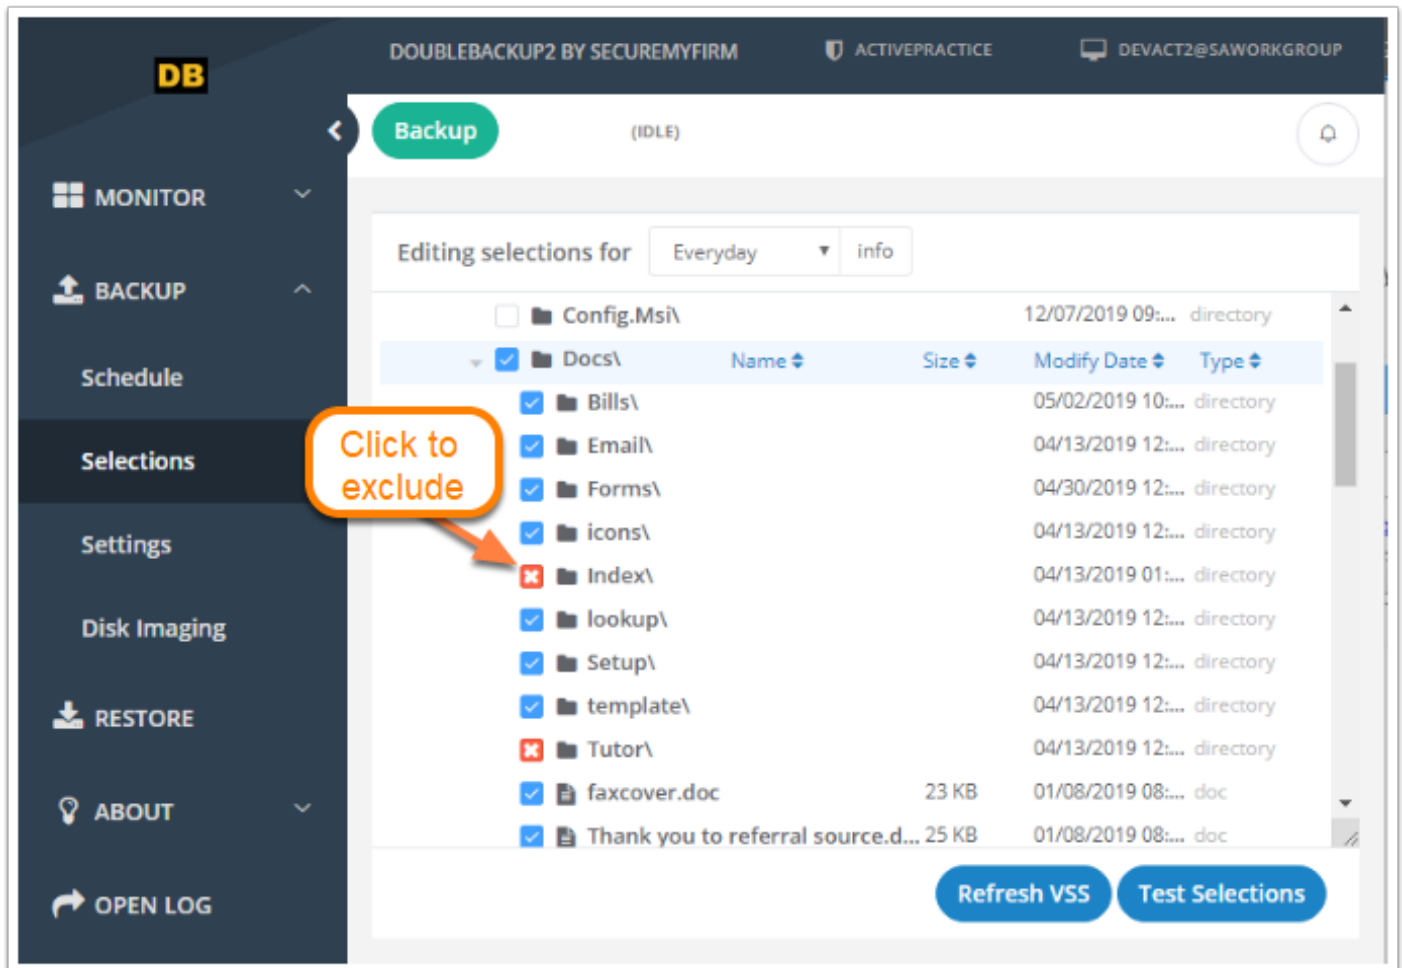 DB
DOUBLEBACKUP2 BY SECUREMYFIRM ACTIVEPRACTICE DEVACT2@SAWORKGROUP
Backup (IDLE)
MONITOR
BACKUP
Schedule
Selections
Settings
Disk Imaging
RESTORE
ABOUT
OPEN LOG
Editing selections for Everyday info
Config.Msi\ 12/07/2019 09:... directory
Docs\ Name Size Modify Date Type
Bills\ 05/02/2019 10:... directory
Email\ 04/13/2019 12:... directory
Forms\ 04/30/2019 12:... directory
icons\ 04/13/2019 12:... directory
Index\ 04/13/2019 01:... directory
lookup\ 04/13/2019 12:... directory
Setup\ 04/13/2019 12:... directory
template\ 04/13/2019 12:... directory
Tutor\ 04/13/2019 12:... directory
faxcover.doc 23 KB 01/08/2019 08:... doc
Thank you to referral source.d... 25 KB 01/08/2019 08:... doc
Click to
exclude
Refresh VSS Test Selections